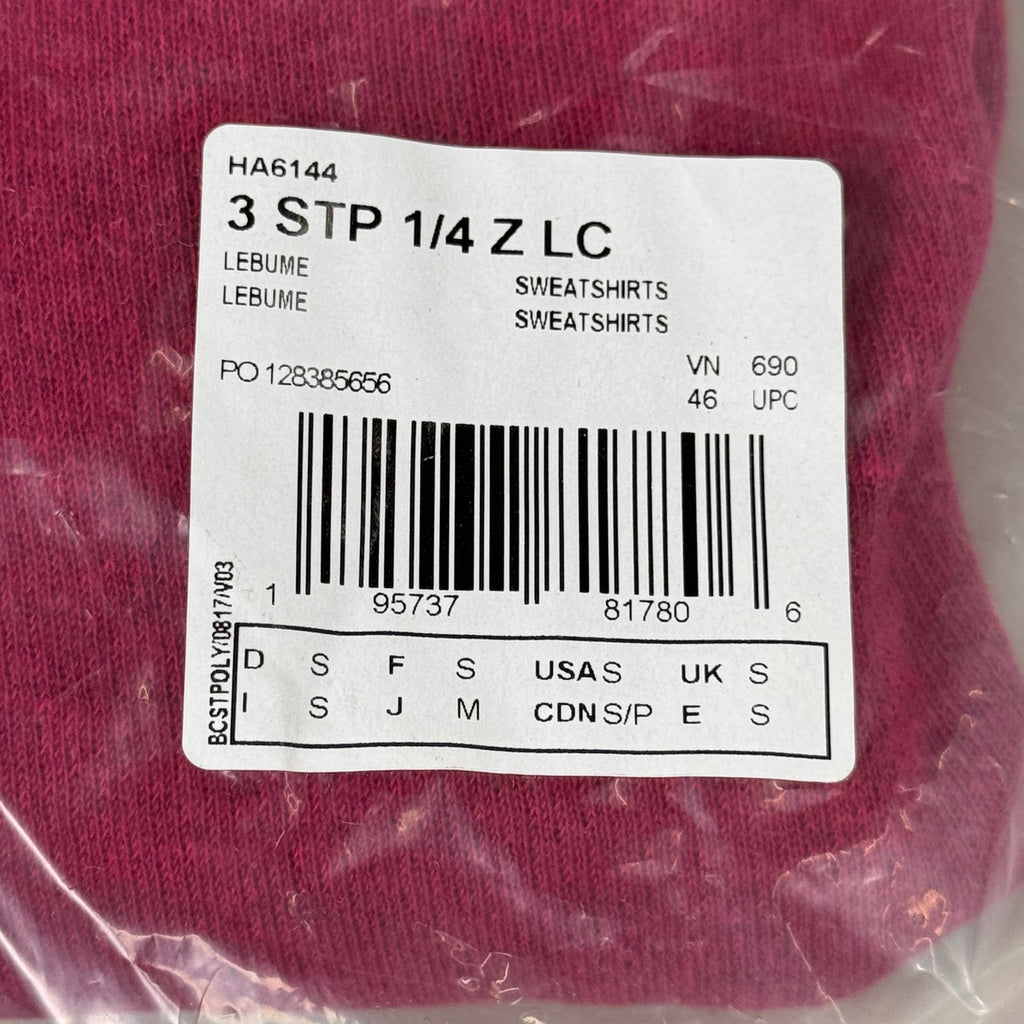 HA6144
3 STP 1/4 Z LC
LEBUME SWEATSHIRTS
LEBUME SWEATSHIRTS
PO 128385656
VN 690
46 UPC
1 95737 81780 6
BCSTPOLY/0817/V03
D S F S USA S UK S
I S J M CDN S/P E S